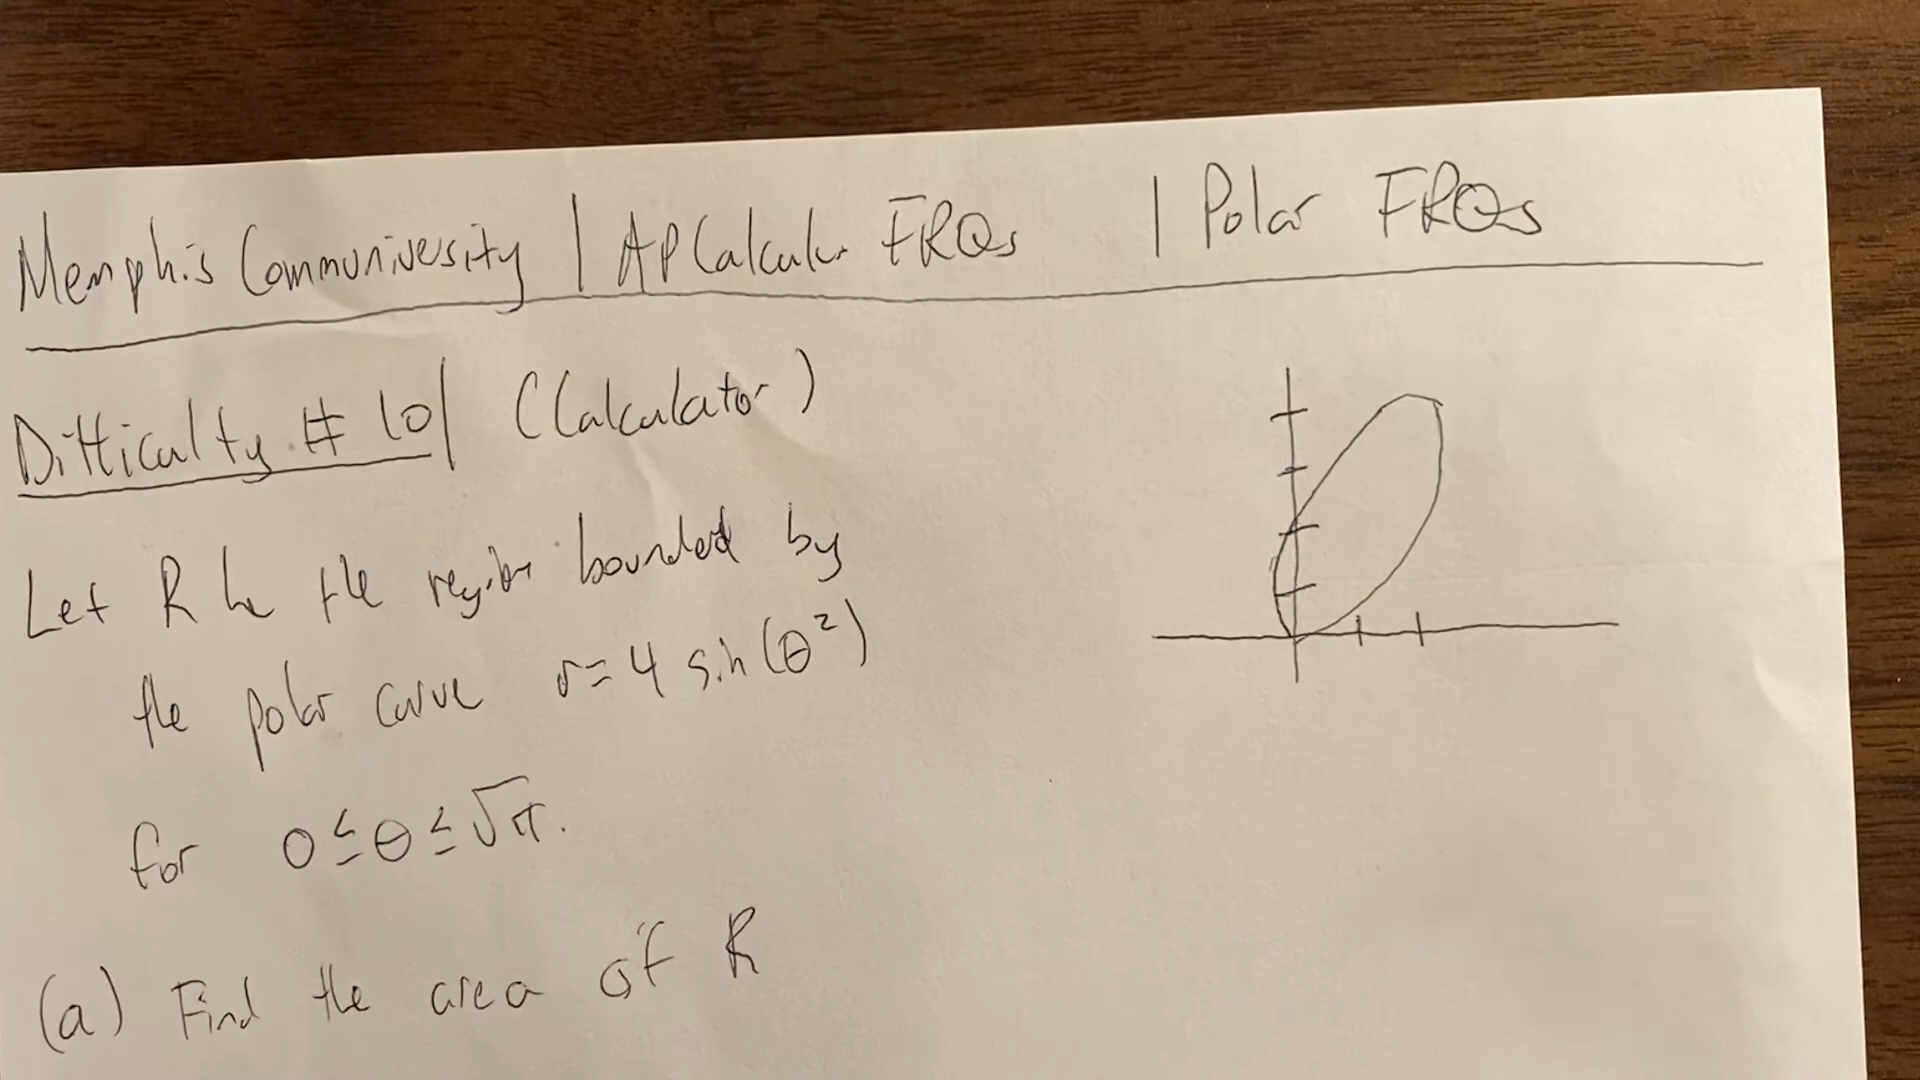 Memphis Communiversity | AP Calculus FRQs | Polar FRQs
Difficulty #10 | (Calculator)
Let R be the region bounded by
the polar curve r = 4 sin(θ²)
for 0 ≤ θ ≤ √π.
(a) Find the area of R